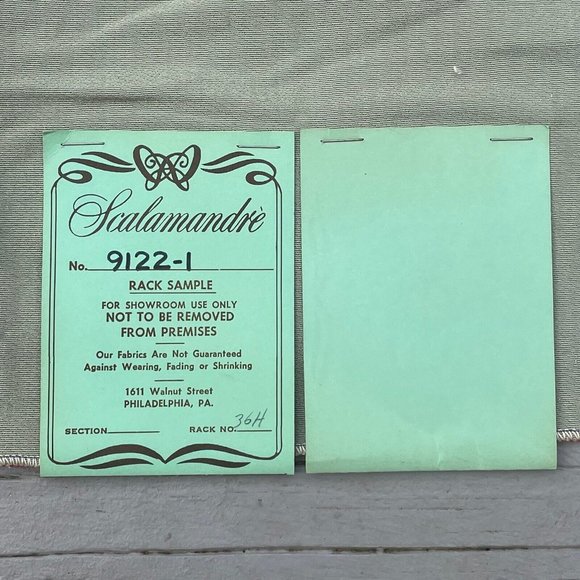 Scalamandrè
No. 9122-1
RACK SAMPLE
FOR SHOWROOM USE ONLY
NOT TO BE REMOVED
FROM PREMISES
Our Fabrics Are Not Guaranteed
Against Wearing, Fading or Shrinking
1611 Walnut Street
PHILADELPHIA, PA.
SECTION RACK NO. 36H